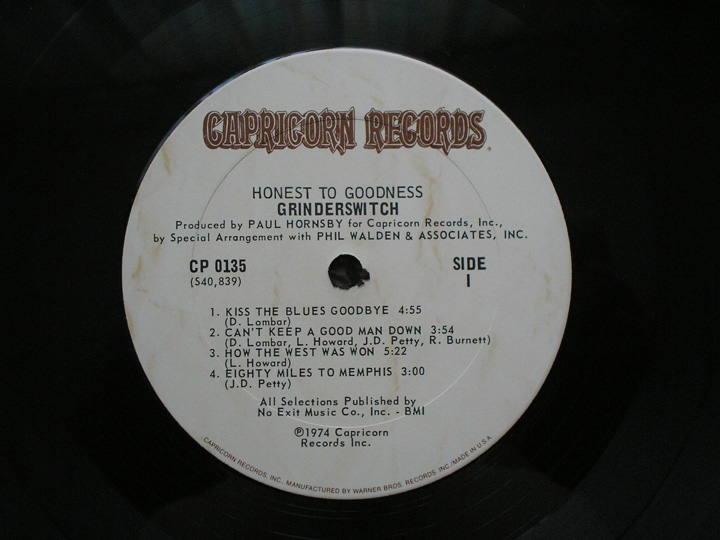 CAPRICORN RECORDS
HONEST TO GOODNESS
GRINDERSWITCH
Produced by PAUL HORNSBY for Capricorn Records, Inc.,
by Special Arrangement with PHIL WALDEN & ASSOCIATES, INC.
CP 0135
(S40,839)
SIDE
1
1. KISS THE BLUES GOODBYE 4:55
(D. Lombar)
2. CAN'T KEEP A GOOD MAN DOWN 3:54
(D. Lombar, L. Howard, J.D. Petty, R. Burnett)
3. HOW THE WEST WAS WON 5:22
(L. Howard)
4. EIGHTY MILES TO MEMPHIS 3:00
(J.D. Petty)
All Selections Published by
No Exit Music Co., Inc. - BMI
℗1974 Capricorn
Records Inc.
CAPRICORN RECORDS, INC. MANUFACTURED BY WARNER BROS. RECORDS INC./MADE IN U.S.A.